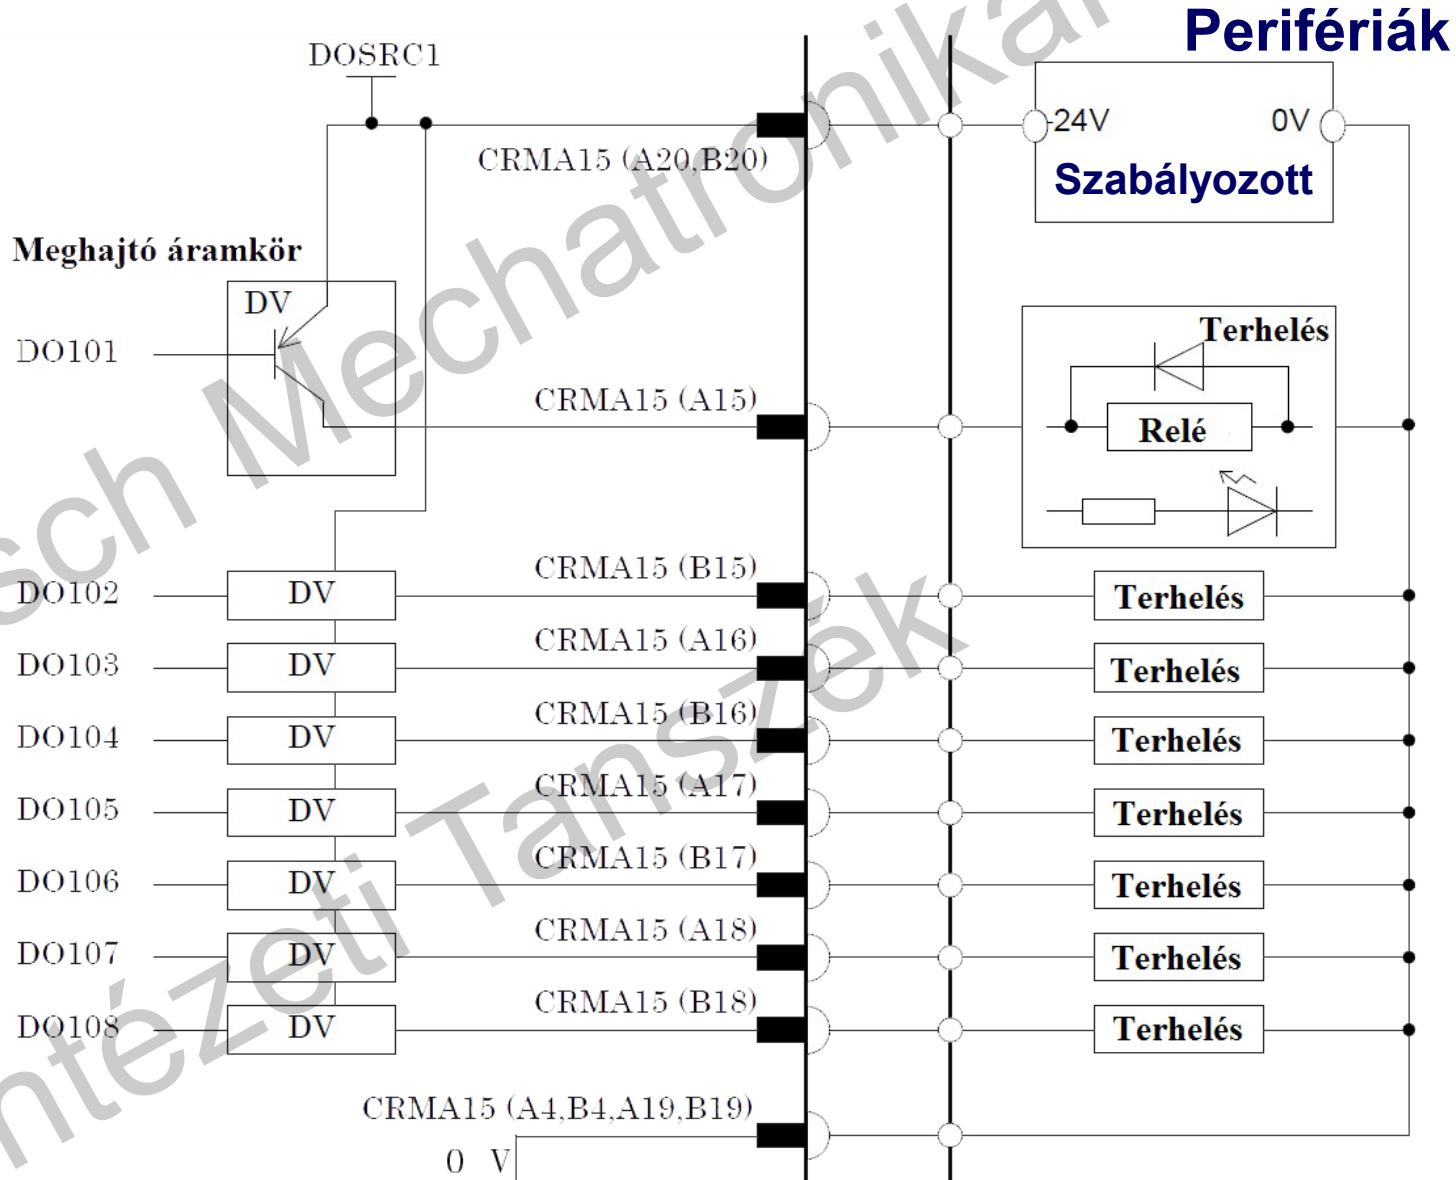 Perifériák
DOSRC1
-24V 0V
CRMA15 (A20,B20)
Szabályozott
Meghajtó áramkör
DV
Terhelés
DO101
CRMA15 (A15)
Relé
CRMA15 (B15)
DO102 DV Terhelés
CRMA15 (A16)
DO103 DV Terhelés
CRMA15 (B16)
DO104 DV Terhelés
CRMA15 (A17)
DO105 DV Terhelés
CRMA15 (B17)
DO106 DV Terhelés
CRMA15 (A18)
DO107 DV Terhelés
CRMA15 (B18)
DO108 DV Terhelés
CRMA15 (A4,B4,A19,B19)
0 V
Tanszék